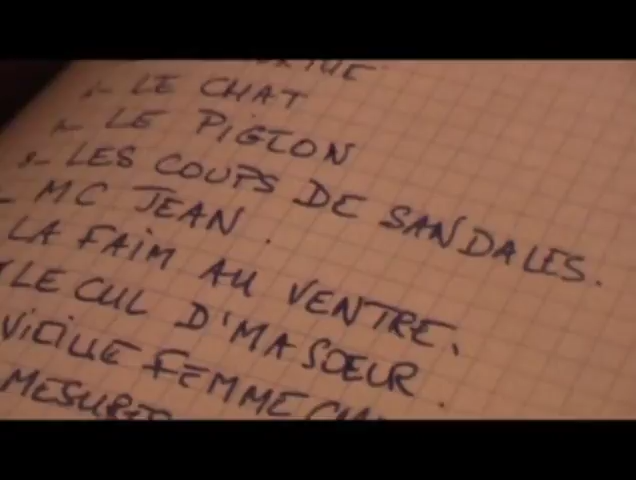 - LE CHAT
- LE PIGEON
- LES COUPS DE SANDALES.
- MC JEAN.
LA FAIM AU VENTRE.
LE CUL D'MA SOEUR.
VIEILLE FEMME
MESURES